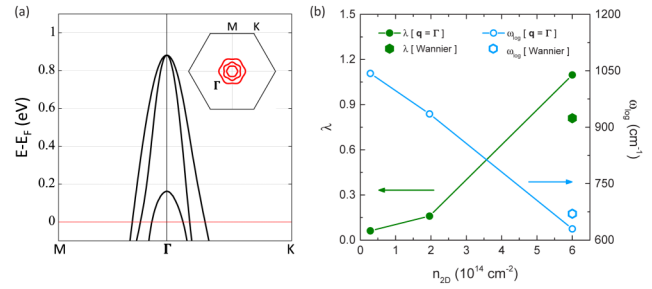 (a)
E-E_F (eV)
1
0.8
0.6
0.4
0.2
0
M Γ K
M K
Γ
(b)
λ
1.5
1.2
0.9
0.6
0.3
0.0
λ [ q = Γ ] ω_log [ q = Γ ]
λ [ Wannier ] ω_log [ Wannier ]
1200
1050
900
750
600
ω_log (cm⁻¹)
0 1 2 3 4 5 6 7
n_2D (10¹⁴ cm⁻²)